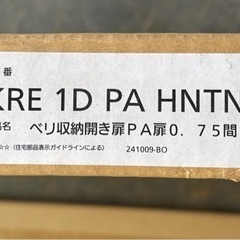 番
KRE 1D PA HNTN
名 ベリ収納開き扉PA扉0．75間
☆☆（住宅部品表示ガイドラインによる） 241009-BO